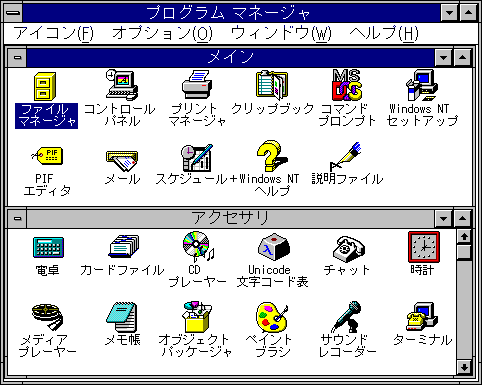 プログラム マネージャ
アイコン(F) オプション(O) ウィンドウ(W) ヘルプ(H)
メイン
ファイル マネージャ
コントロール パネル
プリント マネージャ
クリップブック
MS DOS
コマンド プロンプト
Windows NT セットアップ
PIF
PIF エディタ
メール
スケジュール+
Windows NT ヘルプ
説明ファイル
アクセサリ
電卓
カードファイル
CD プレーヤー
Unicode 文字コード表
チャット
時計
メディア プレーヤー
メモ帳
オブジェクト パッケージャ
ペイント ブラシ
サウンド レコーダー
ターミナル